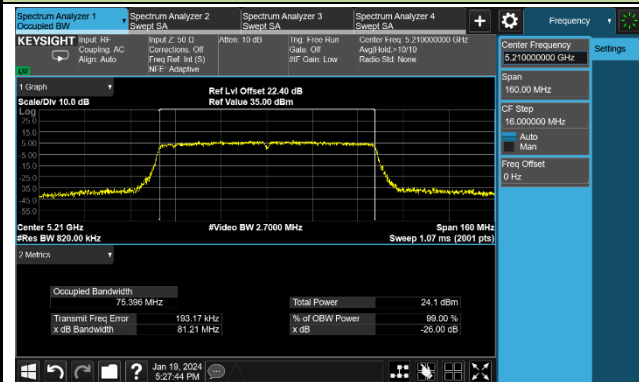 Spectrum Analyzer 1
Occupied BW
Spectrum Analyzer 2
Swept SA
Spectrum Analyzer 3
Swept SA
Spectrum Analyzer 4
Swept SA
Frequency
KEYSIGHT
Input: RF
Coupling: AC
Align: Auto
Input Z: 50 Ω
Corrections: Off
Freq Ref: Int (S)
NFE: Adaptive
Atten: 10 dB
Trig: Free Run
Gate: Off
#IF Gain: Low
Center Freq: 5.210000000 GHz
Avg|Hold:>10/10
Radio Std: None
Center Frequency
5.210000000 GHz
Settings
Span
160.00 MHz
CF Step
16.000000 MHz
Auto
Man
Freq Offset
0 Hz
LXI
1 Graph
Scale/Div 10.0 dB
Ref Lvl Offset 22.40 dB
Ref Value 35.00 dBm
Log
25.0
15.0
5.00
-5.00
-15.0
-25.0
-35.0
-45.0
-55.0
Center 5.21 GHz
#Res BW 820.00 kHz
#Video BW 2.7000 MHz
Span 160 MHz
Sweep 1.07 ms (2001 pts)
2 Metrics
Occupied Bandwidth
75.396 MHz
Total Power 24.1 dBm
Transmit Freq Error 193.17 kHz
% of OBW Power 99.00 %
x dB Bandwidth 81.21 MHz
x dB -26.00 dB
Jan 19, 2024
5:27:44 PM